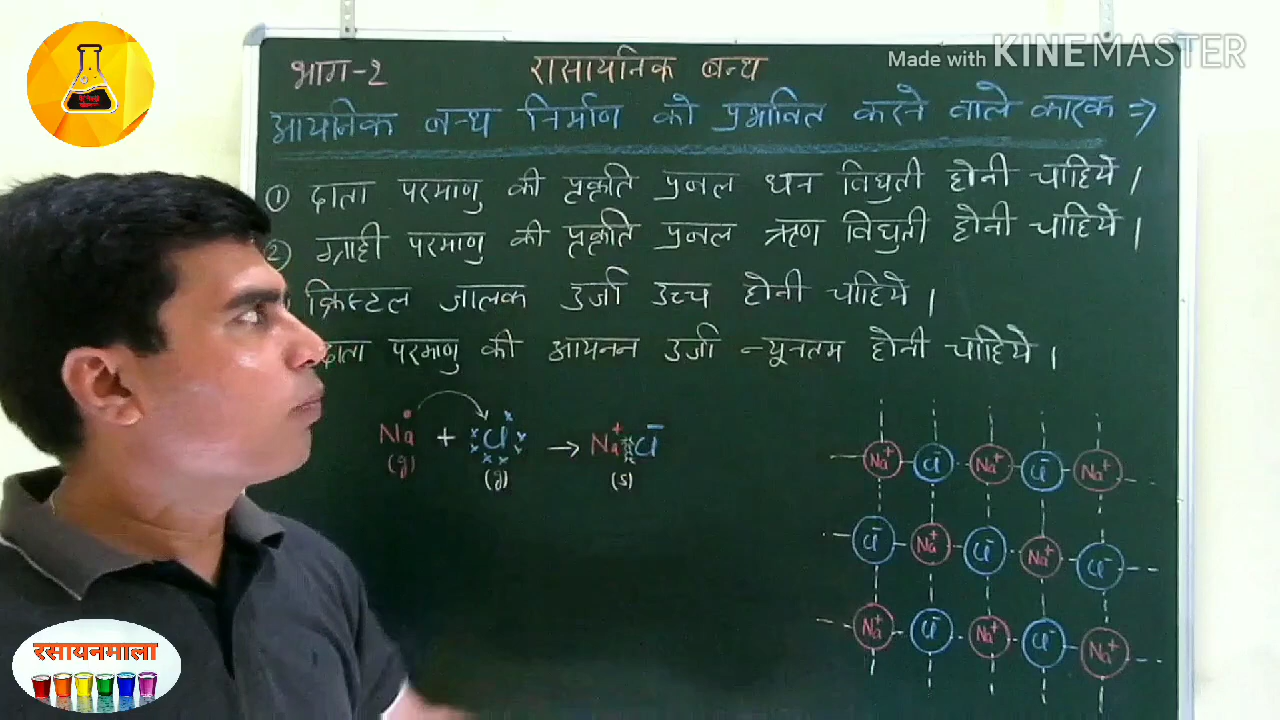 Made with KINEMASTER
भाग-2 रासायनिक बन्ध
आयनिक बन्ध निर्माण को प्रभावित करने वाले कारक ⇒
① दाता परमाणु की प्रकृति प्रबल धन विधुती होनी चाहिये।
② ग्राही परमाणु की प्रकृति प्रबल ऋण विधुती होनी चाहिये।
क्रिस्टल जालक उर्जा उच्च होनी चाहिये।
दाता परमाणु की आयनन उर्जा न्यूनतम होनी चाहिये।
Na + Cl → Na⁺ Cl⁻
(g) (g) (s)
Na⁺ Cl⁻ Na⁺ Cl⁻ Na⁺
Cl⁻ Na⁺ Cl⁻ Na⁺ Cl⁻
Na⁺ Cl⁻ Na⁺ Cl⁻ Na⁺
रसायनमाला